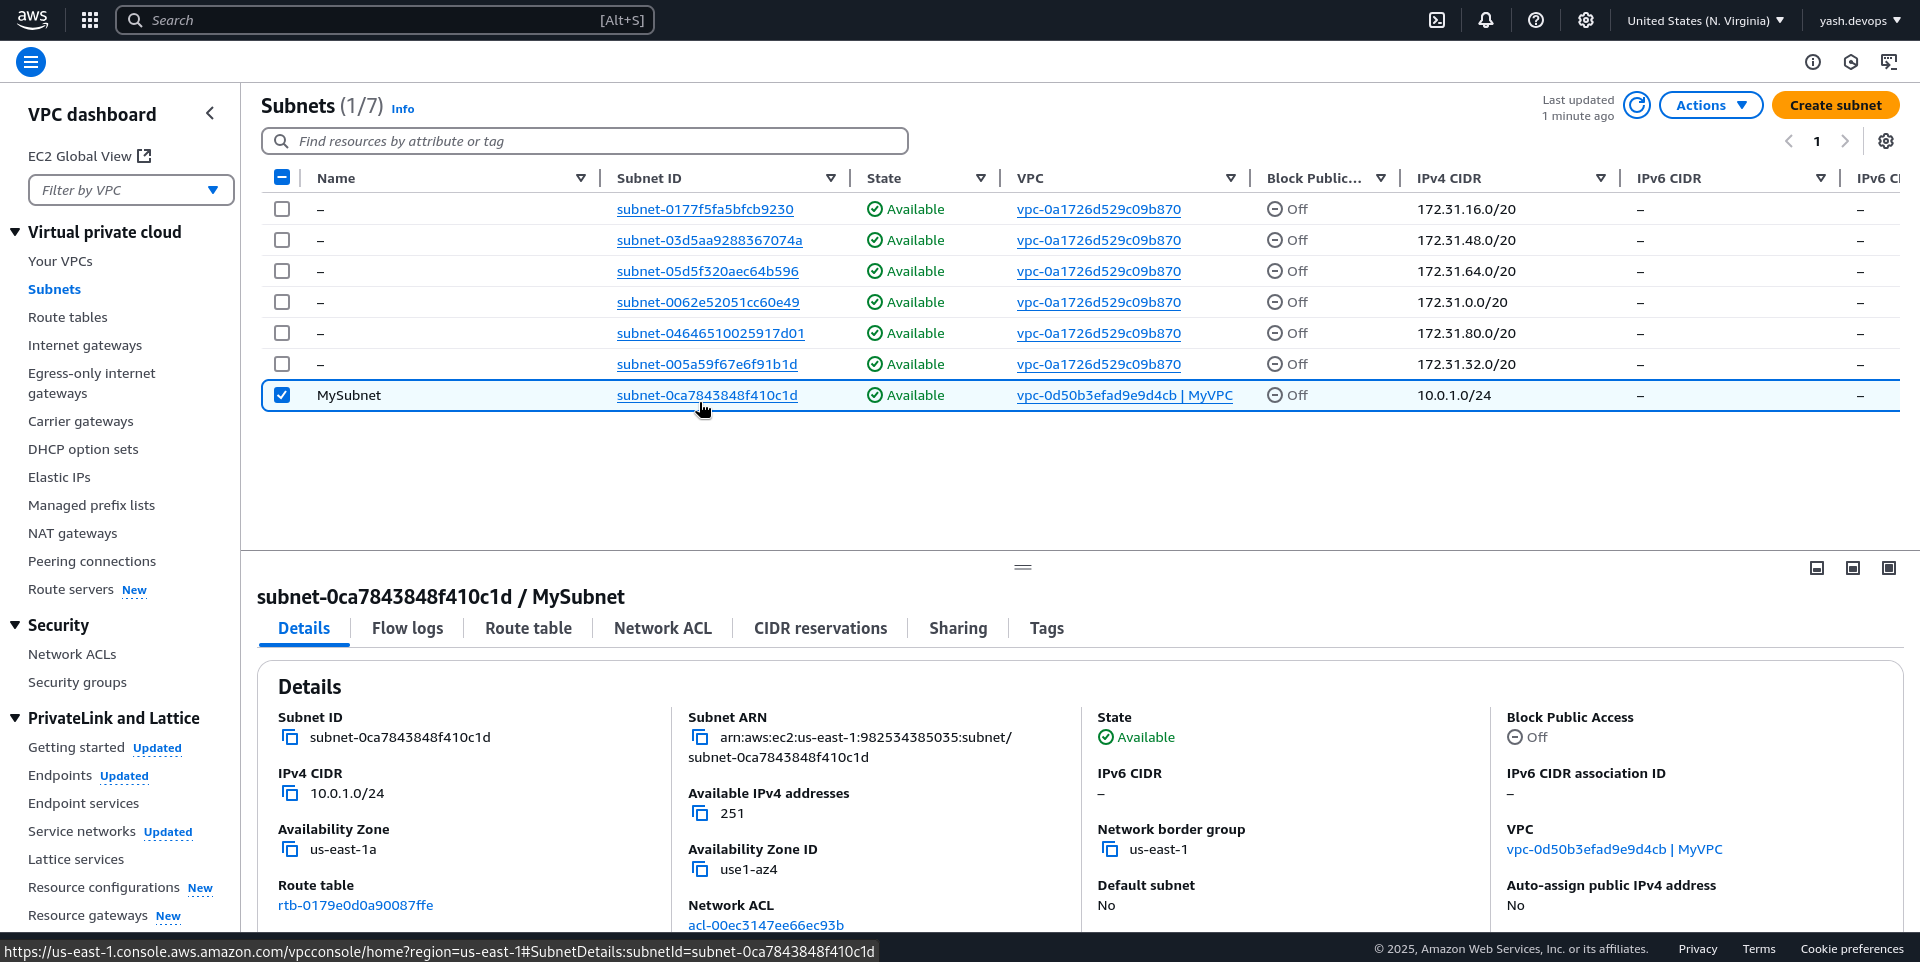 aws
Search [Alt+S] United States (N. Virginia) yash.devops
VPC dashboard
EC2 Global View
Filter by VPC
Virtual private cloud
Your VPCs
Subnets
Route tables
Internet gateways
Egress-only internet
gateways
Carrier gateways
DHCP option sets
Elastic IPs
Managed prefix lists
NAT gateways
Peering connections
Route servers New
Security
Network ACLs
Security groups
PrivateLink and Lattice
Getting started Updated
Endpoints Updated
Endpoint services
Service networks Updated
Lattice services
Resource configurations New
Resource gateways New
Subnets (1/7) Info
Last updated
1 minute ago
Actions
Create subnet
Find resources by attribute or tag
1
Name Subnet ID State VPC Block Public... IPv4 CIDR IPv6 CIDR IPv6 CI
– subnet-0177f5fa5bfcb9230 Available vpc-0a1726d529c09b870 Off 172.31.16.0/20 – –
– subnet-03d5aa9288367074a Available vpc-0a1726d529c09b870 Off 172.31.48.0/20 – –
– subnet-05d5f320aec64b596 Available vpc-0a1726d529c09b870 Off 172.31.64.0/20 – –
– subnet-0062e52051cc60e49 Available vpc-0a1726d529c09b870 Off 172.31.0.0/20 – –
– subnet-04646510025917d01 Available vpc-0a1726d529c09b870 Off 172.31.80.0/20 – –
– subnet-005a59f67e6f91b1d Available vpc-0a1726d529c09b870 Off 172.31.32.0/20 – –
MySubnet subnet-0ca7843848f410c1d Available vpc-0d50b3efad9e9d4cb | MyVPC Off 10.0.1.0/24 – –
subnet-0ca7843848f410c1d / MySubnet
Details Flow logs Route table Network ACL CIDR reservations Sharing Tags
Details
Subnet ID
subnet-0ca7843848f410c1d
IPv4 CIDR
10.0.1.0/24
Availability Zone
us-east-1a
Route table
rtb-0179e0d0a90087ffe
Subnet ARN
arn:aws:ec2:us-east-1:982534385035:subnet/
subnet-0ca7843848f410c1d
Available IPv4 addresses
251
Availability Zone ID
use1-az4
Network ACL
acl-00ec3147ee66ec93b
State
Available
IPv6 CIDR
–
Network border group
us-east-1
Default subnet
No
Block Public Access
Off
IPv6 CIDR association ID
–
VPC
vpc-0d50b3efad9e9d4cb | MyVPC
Auto-assign public IPv4 address
No
https://us-east-1.console.aws.amazon.com/vpcconsole/home?region=us-east-1#SubnetDetails:subnetId=subnet-0ca7843848f410c1d
© 2025, Amazon Web Services, Inc. or its affiliates. Privacy Terms Cookie preferences